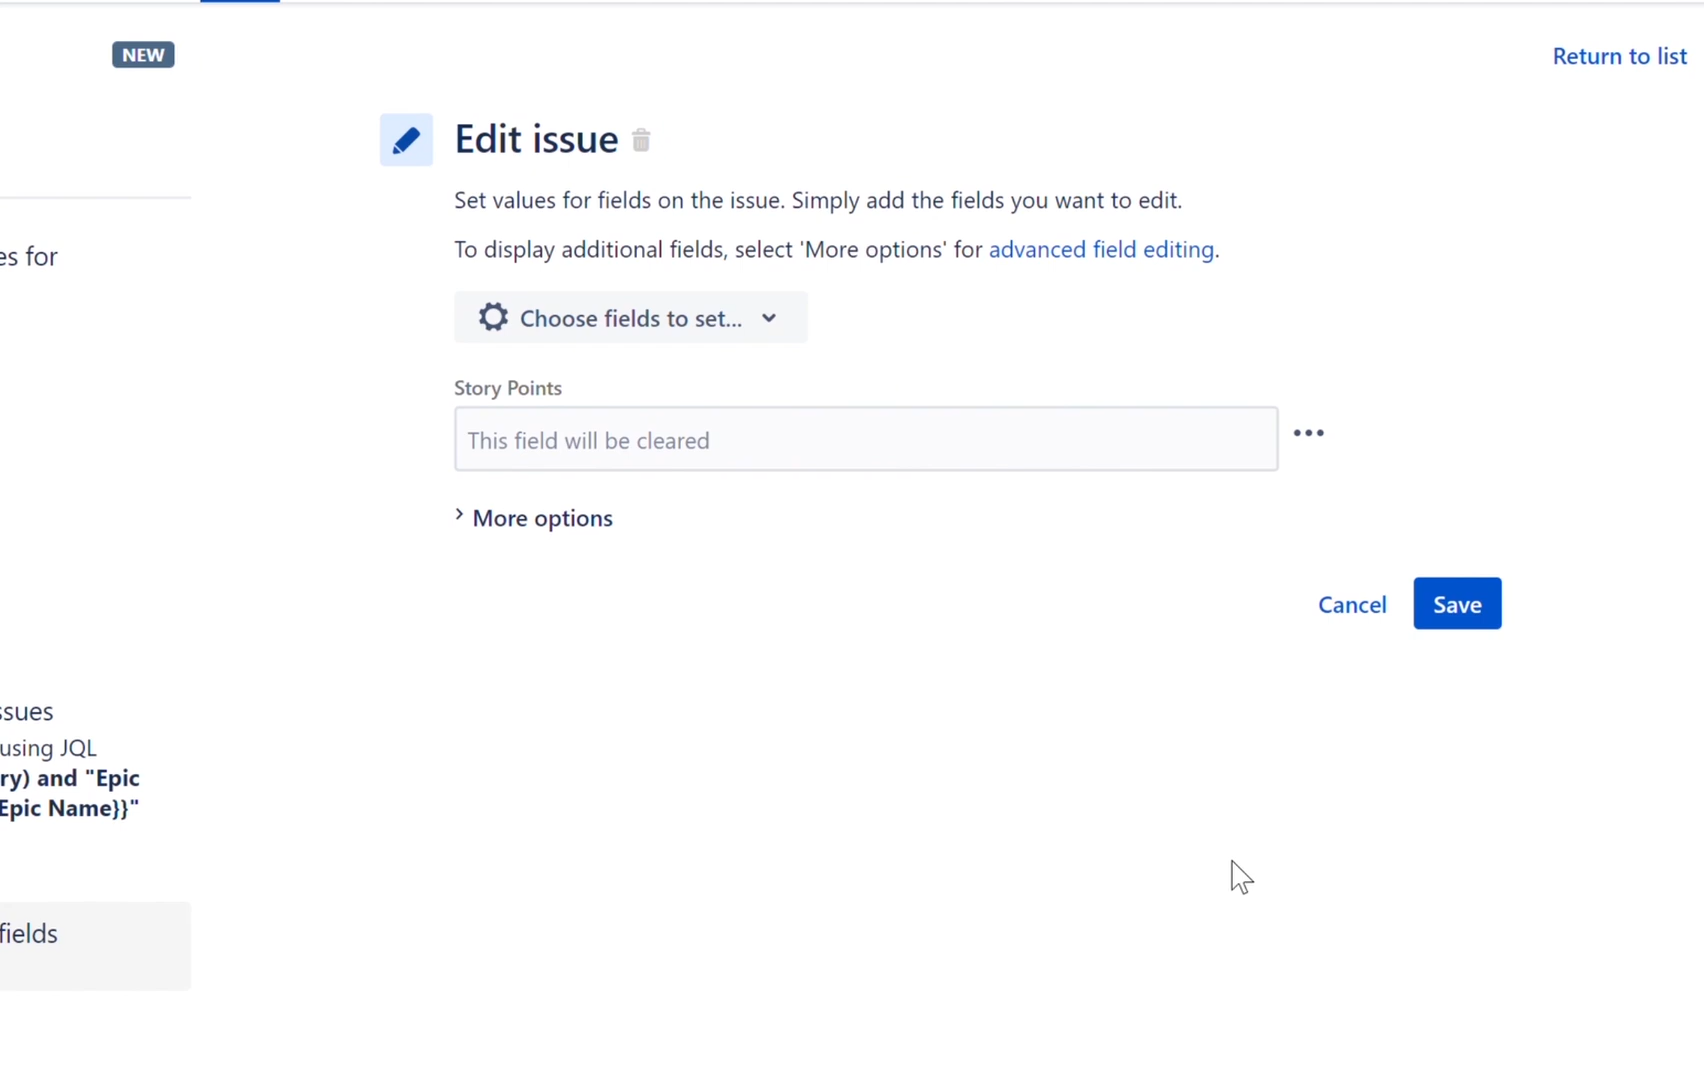 NEW
Return to list
Edit issue
Set values for fields on the issue. Simply add the fields you want to edit.
es for
To display additional fields, select 'More options' for advanced field editing.
Choose fields to set...
Story Points
This field will be cleared
More options
Cancel
Save
ssues
using JQL
ry) and "Epic
Epic Name}}"
fields